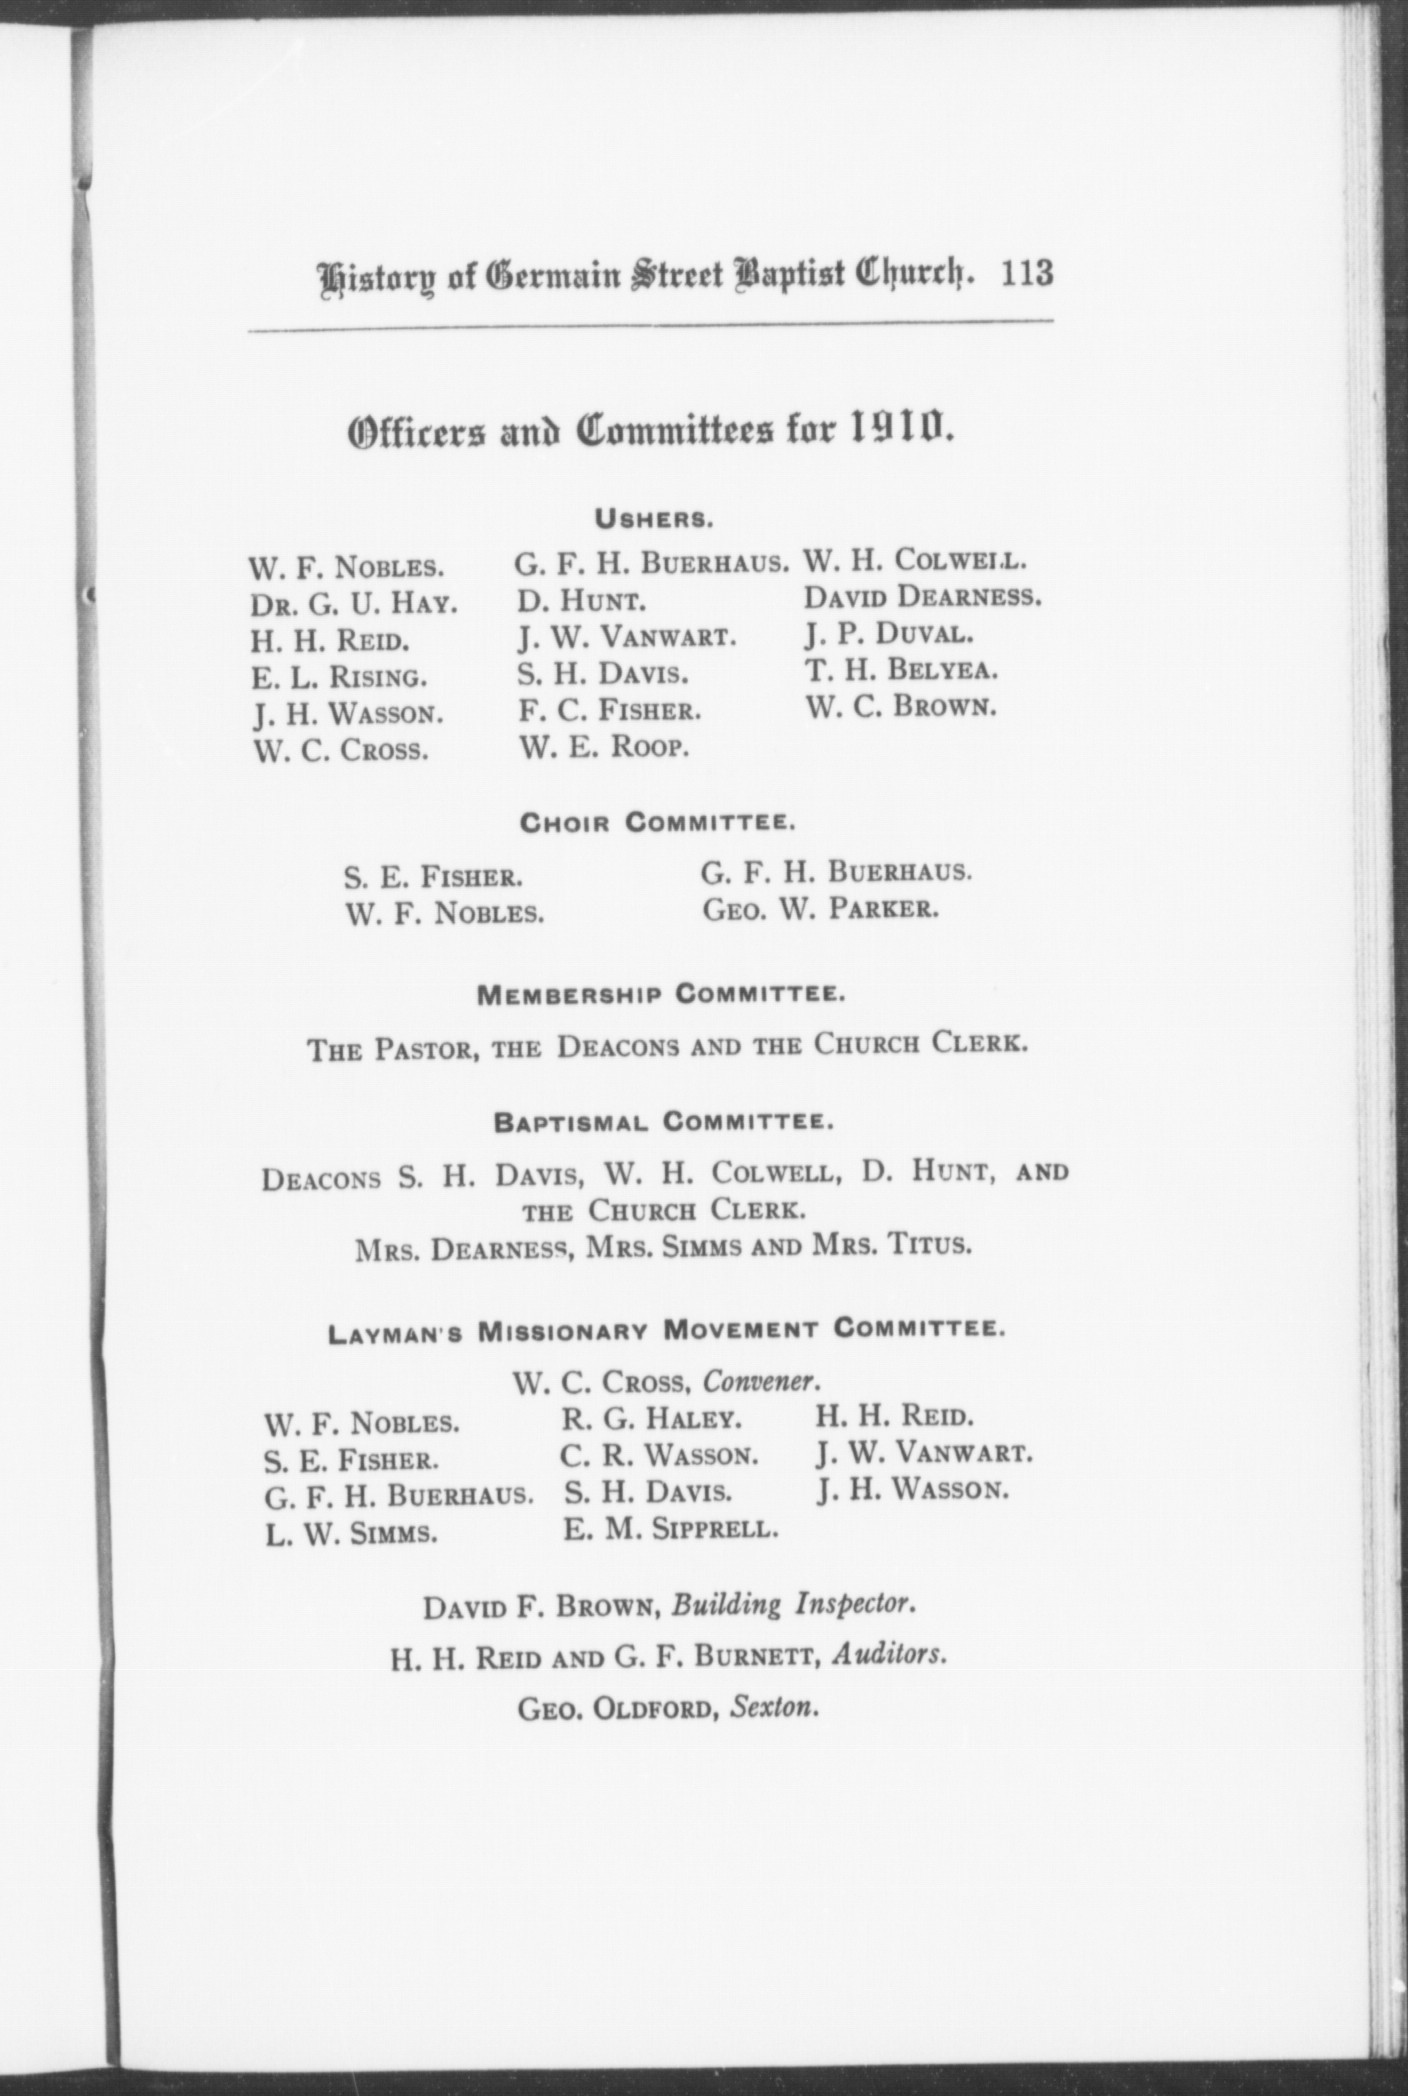 History of Germain Street Baptist Church. 113
Officers and Committees for 1910.
USHERS.
W. F. NOBLES. G. F. H. BUERHAUS. W. H. COLWELL.
DR. G. U. HAY. D. HUNT. DAVID DEARNESS.
H. H. REID. J. W. VANWART. J. P. DUVAL.
E. L. RISING. S. H. DAVIS. T. H. BELYEA.
J. H. WASSON. F. C. FISHER. W. C. BROWN.
W. C. CROSS. W. E. ROOP.
CHOIR COMMITTEE.
S. E. FISHER. G. F. H. BUERHAUS.
W. F. NOBLES. GEO. W. PARKER.
MEMBERSHIP COMMITTEE.
THE PASTOR, THE DEACONS AND THE CHURCH CLERK.
BAPTISMAL COMMITTEE.
DEACONS S. H. DAVIS, W. H. COLWELL, D. HUNT, AND
THE CHURCH CLERK.
MRS. DEARNESS, MRS. SIMMS AND MRS. TITUS.
LAYMAN'S MISSIONARY MOVEMENT COMMITTEE.
W. C. CROSS, Convener.
W. F. NOBLES. R. G. HALEY. H. H. REID.
S. E. FISHER. C. R. WASSON. J. W. VANWART.
G. F. H. BUERHAUS. S. H. DAVIS. J. H. WASSON.
L. W. SIMMS. E. M. SIPPRELL.
DAVID F. BROWN, Building Inspector.
H. H. REID AND G. F. BURNETT, Auditors.
GEO. OLDFORD, Sexton.